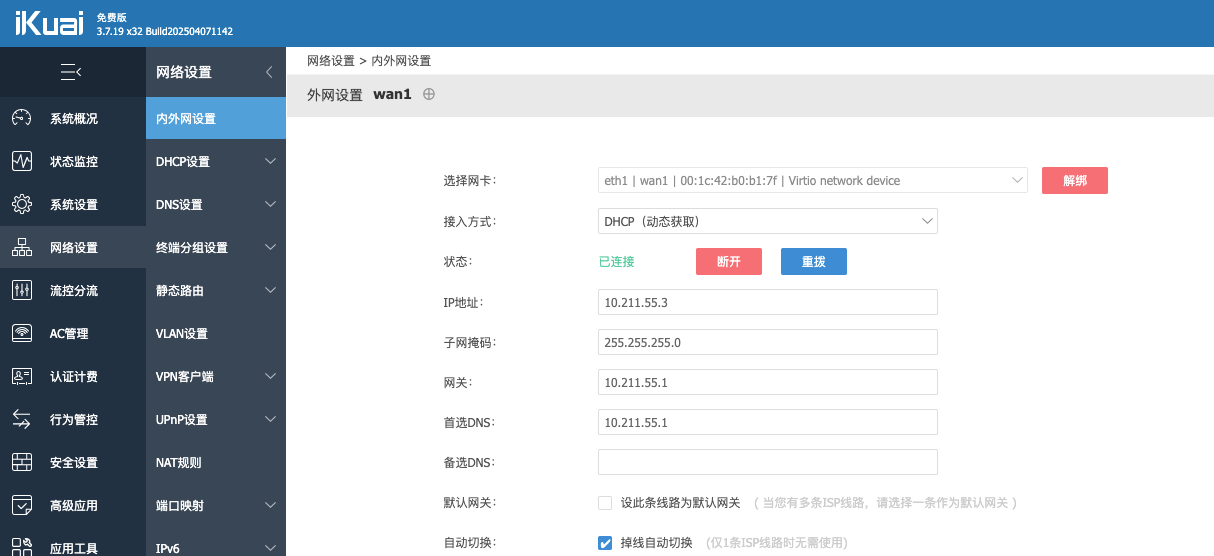 iKuai 免费版
3.7.19 x32 Build202504071142
网络设置
系统概况
状态监控
系统设置
网络设置
流控分流
AC管理
认证计费
行为管控
安全设置
高级应用
应用工具
内外网设置
DHCP设置
DNS设置
终端分组设置
静态路由
VLAN设置
VPN客户端
UPnP设置
NAT规则
端口映射
IPv6
网络设置 > 内外网设置
外网设置 wan1
选择网卡： eth1 | wan1 | 00:1c:42:b0:b1:7f | Virtio network device 解绑
接入方式： DHCP（动态获取）
状态： 已连接 断开 重拨
IP地址： 10.211.55.3
子网掩码： 255.255.255.0
网关： 10.211.55.1
首选DNS： 10.211.55.1
备选DNS：
默认网关： 设此条线路为默认网关 （ 当您有多条ISP线路，请选择一条作为默认网关 ）
自动切换： 掉线自动切换 (仅1条ISP线路时无需使用)